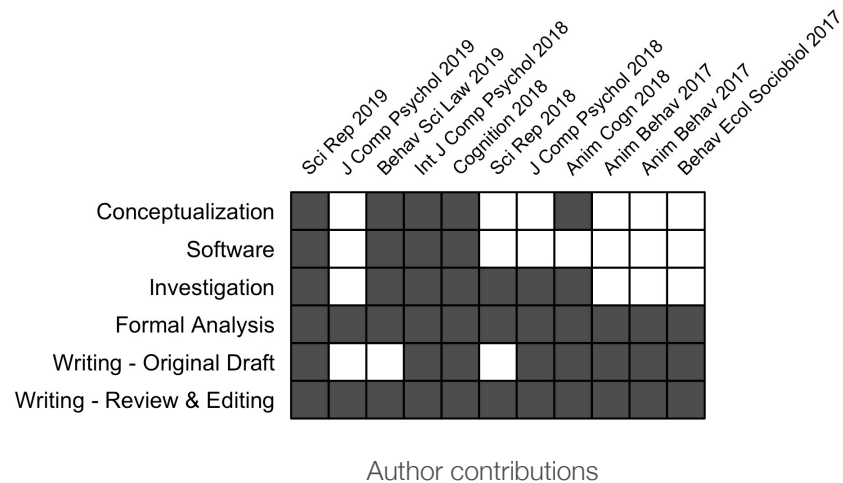 Sci Rep 2019
J Comp Psychol 2019
Behav Sci Law 2019
Int J Comp Psychol 2018
Cognition 2018
Sci Rep 2018
J Comp Psychol 2018
Anim Cogn 2018
Anim Behav 2017
Anim Behav 2017
Behav Ecol Sociobiol 2017
Conceptualization
Software
Investigation
Formal Analysis
Writing - Original Draft
Writing - Review & Editing
Author contributions